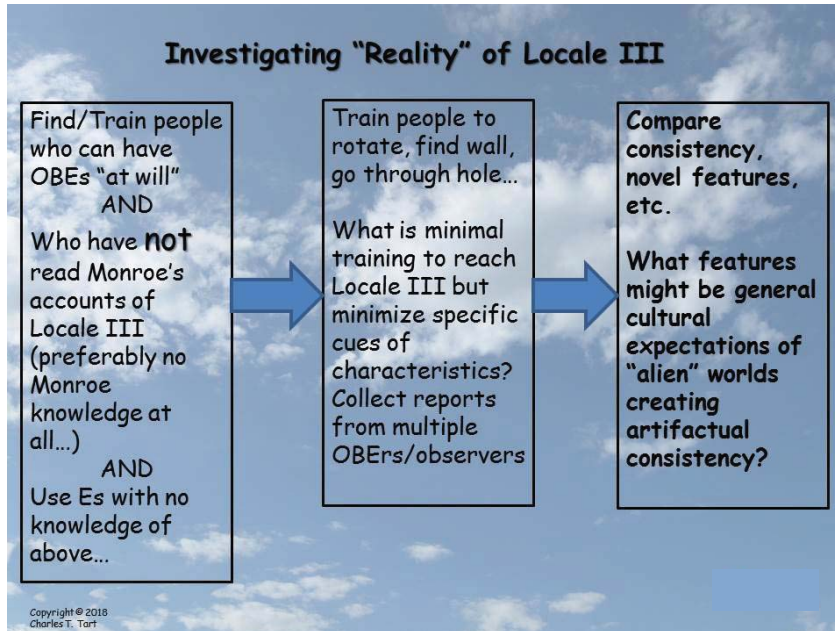 Investigating “Reality” of Locale III
Find/Train people
who can have
OBEs “at will”
AND
Who have not
read Monroe’s
accounts of
Locale III
(preferably no
Monroe
knowledge at
all...)
AND
Use Es with no
knowledge of
above...
Train people to
rotate, find wall,
go through hole...
What is minimal
training to reach
Locale III but
minimize specific
cues of
characteristics?
Collect reports
from multiple
OBErs/observers
Compare
consistency,
novel features,
etc.
What features
might be general
cultural
expectations of
“alien” worlds
creating
artifactual
consistency?
Copyright © 2018
Charles T. Tart